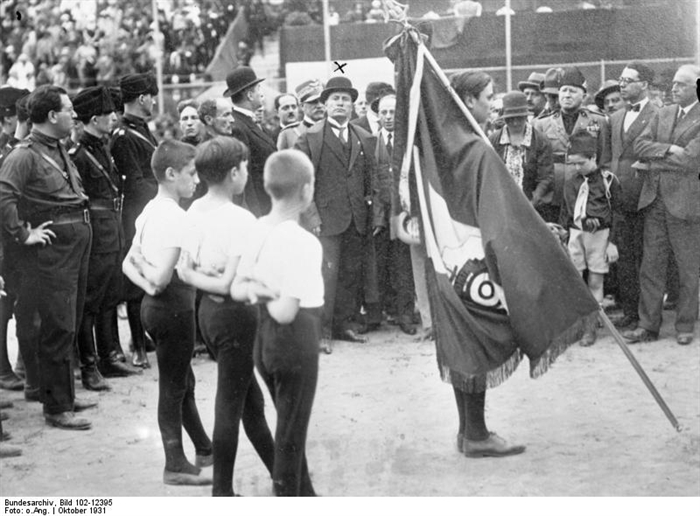 Bundesarchiv, Bild 102-12395
Foto: o.Ang. | Oktober 1931